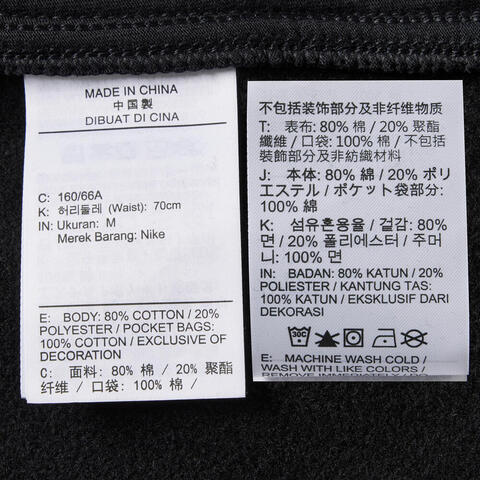 MADE IN CHINA
中國製
DIBUAT DI CINA
C: 160/66A
K: 허리둘레 (Waist): 70cm
IN: Ukuran: M
Merek Barang: Nike
E: BODY: 80% COTTON / 20%
POLYESTER / POCKET BAGS:
100% COTTON / EXCLUSIVE OF
DECORATION
C: 面料: 80% 棉 / 20% 聚酯
纤维 / 口袋: 100% 棉 /
不包括装饰部分及非纤维物质
T: 表布: 80% 棉 / 20% 聚酯
纖維 / 口袋: 100% 棉 / 不包括
裝飾部分及非紡織材料
J: 本体: 80% 綿 / 20% ポリ
エステル / ポケット袋部分:
100% 綿
K: 섬유혼용율 / 겉감: 80%
면 / 20% 폴리에스터 / 주머
니: 100% 면
IN: BADAN: 80% KATUN / 20%
POLIESTER / KANTUNG TAS:
100% KATUN / EKSKLUSIF DARI
DEKORASI
30C
E: MACHINE WASH COLD /
WASH WITH LIKE COLORS /
REMOVE IMMEDIATELY AFTER